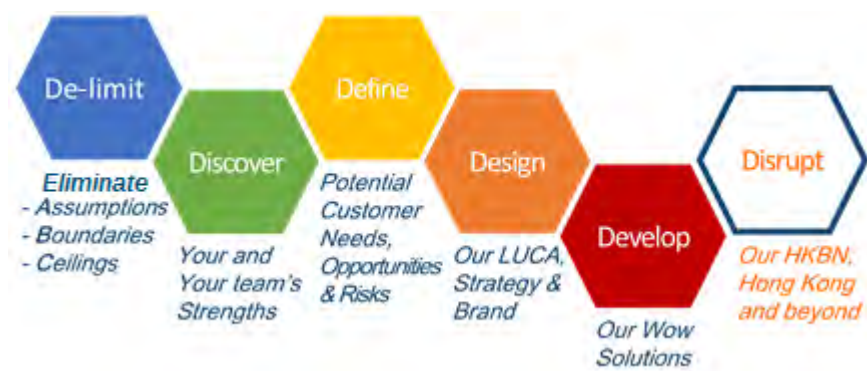 De-limit
Eliminate
- Assumptions
- Boundaries
- Ceilings
Discover
Your and
Your team's
Strengths
Define
Potential
Customer
Needs,
Opportunities
& Risks
Design
Our LUCA,
Strategy &
Brand
Develop
Our Wow
Solutions
Disrupt
Our HKBN,
Hong Kong
and beyond